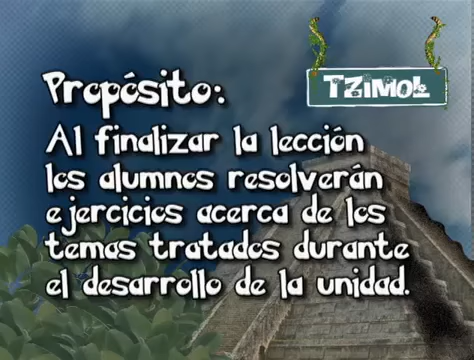 TZIMOL
Propósito:
Al finalizar la lección
los alumnos resolverán
ejercicios acerca de los
temas tratados durante
el desarrollo de la unidad.